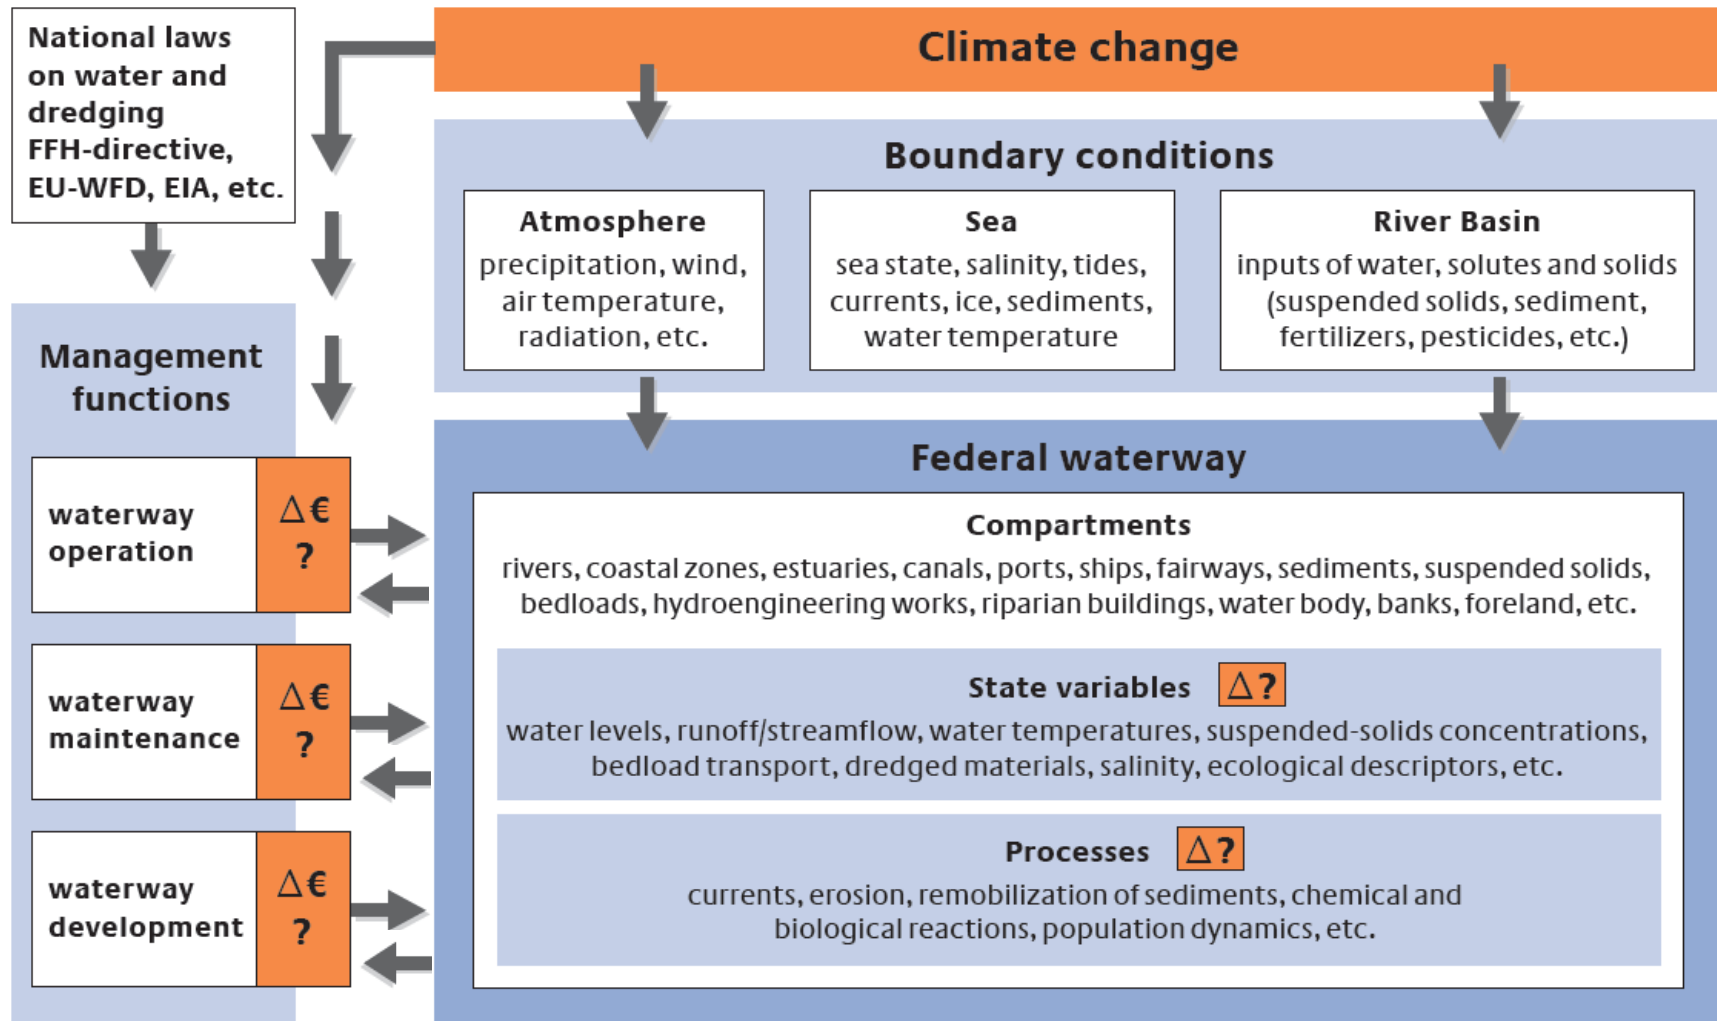 National laws
on water and
dredging
FFH-directive,
EU-WFD, EIA, etc.
Climate change
Boundary conditions
Atmosphere
precipitation, wind,
air temperature,
radiation, etc.
Sea
sea state, salinity, tides,
currents, ice, sediments,
water temperature
River Basin
inputs of water, solutes and solids
(suspended solids, sediment,
fertilizers, pesticides, etc.)
Management
functions
waterway
operation
Δ€
?
waterway
maintenance
Δ€
?
waterway
development
Δ€
?
Federal waterway
Compartments
rivers, coastal zones, estuaries, canals, ports, ships, fairways, sediments, suspended solids,
bedloads, hydroengineering works, riparian buildings, water body, banks, foreland, etc.
State variables Δ?
water levels, runoff/streamflow, water temperatures, suspended-solids concentrations,
bedload transport, dredged materials, salinity, ecological descriptors, etc.
Processes Δ?
currents, erosion, remobilization of sediments, chemical and
biological reactions, population dynamics, etc.